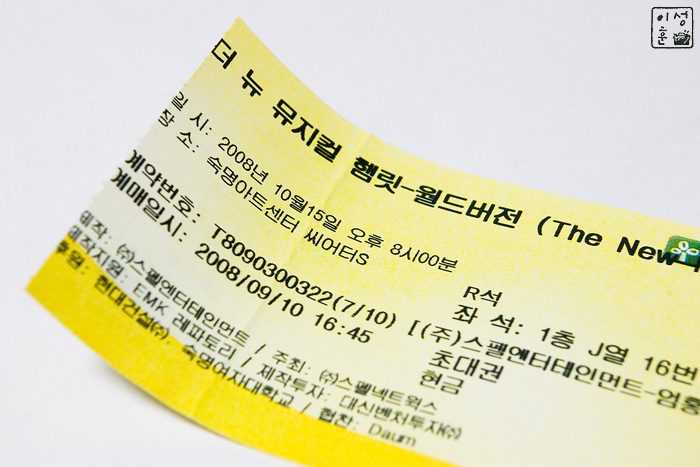 더 뉴 뮤지컬 햄릿-월드버전 (The New
일 시: 2008년 10월15일 오후 8시00분
장 소: 숙명아트센터 씨어터S
R석
좌 석: 1층 J열 16번
예약번호: T8090300322(7/10) [(주)스펠엔터테인먼트-엄홍
예매일시: 2008/09/10 16:45
초대권
현금
제작: ㈜스펠엔터테인먼트 / 주최: ㈜스펠넥트웍스
제작지원: EMK 레파토리 / 제작투자: 대신벤처투자㈜
후원: 현대건설㈜, 숙명여자대학교 / 협찬: Daum
이성훈